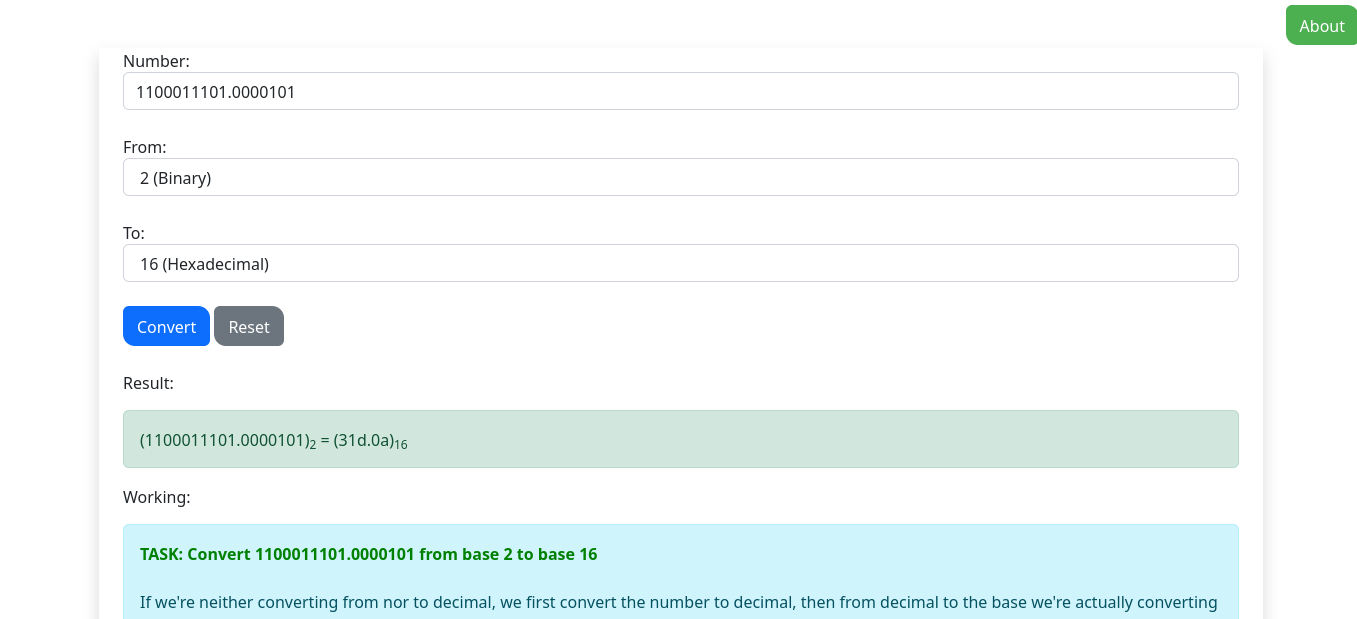 About
Number:
1100011101.0000101
From:
2 (Binary)
To:
16 (Hexadecimal)
Convert Reset
Result:
(1100011101.0000101)₂ = (31d.0a)₁₆
Working:
TASK: Convert 1100011101.0000101 from base 2 to base 16
If we're neither converting from nor to decimal, we first convert the number to decimal, then from decimal to the base we're actually converting